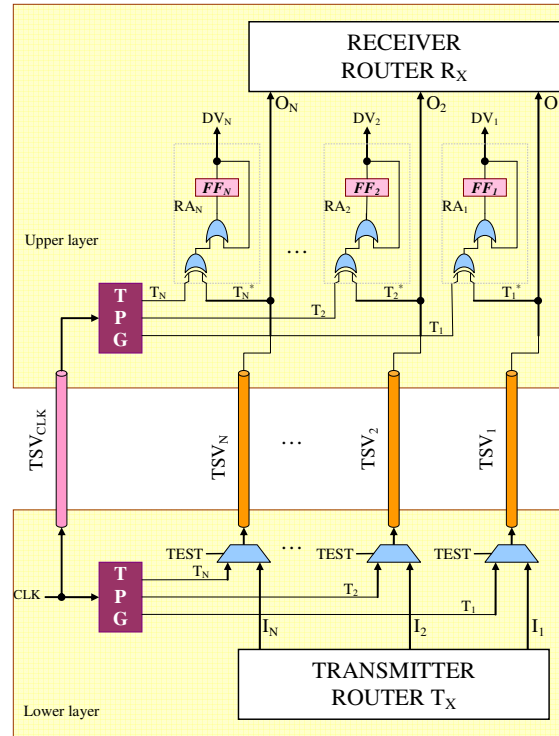 RECEIVER
ROUTER RX
ON
O2
O
DVN
DV2
DV1
FFN
FF2
FF1
RAN
RA2
RA1
Upper layer
...
T
P
G
TN
TN*
T2
T2*
T1
T1*
TSVCLK
TSVN
...
TSV2
TSV1
TEST
...
TEST
TEST
CLK
T
P
G
TN
T2
T1
IN
I2
I1
TRANSMITTER
ROUTER TX
Lower layer